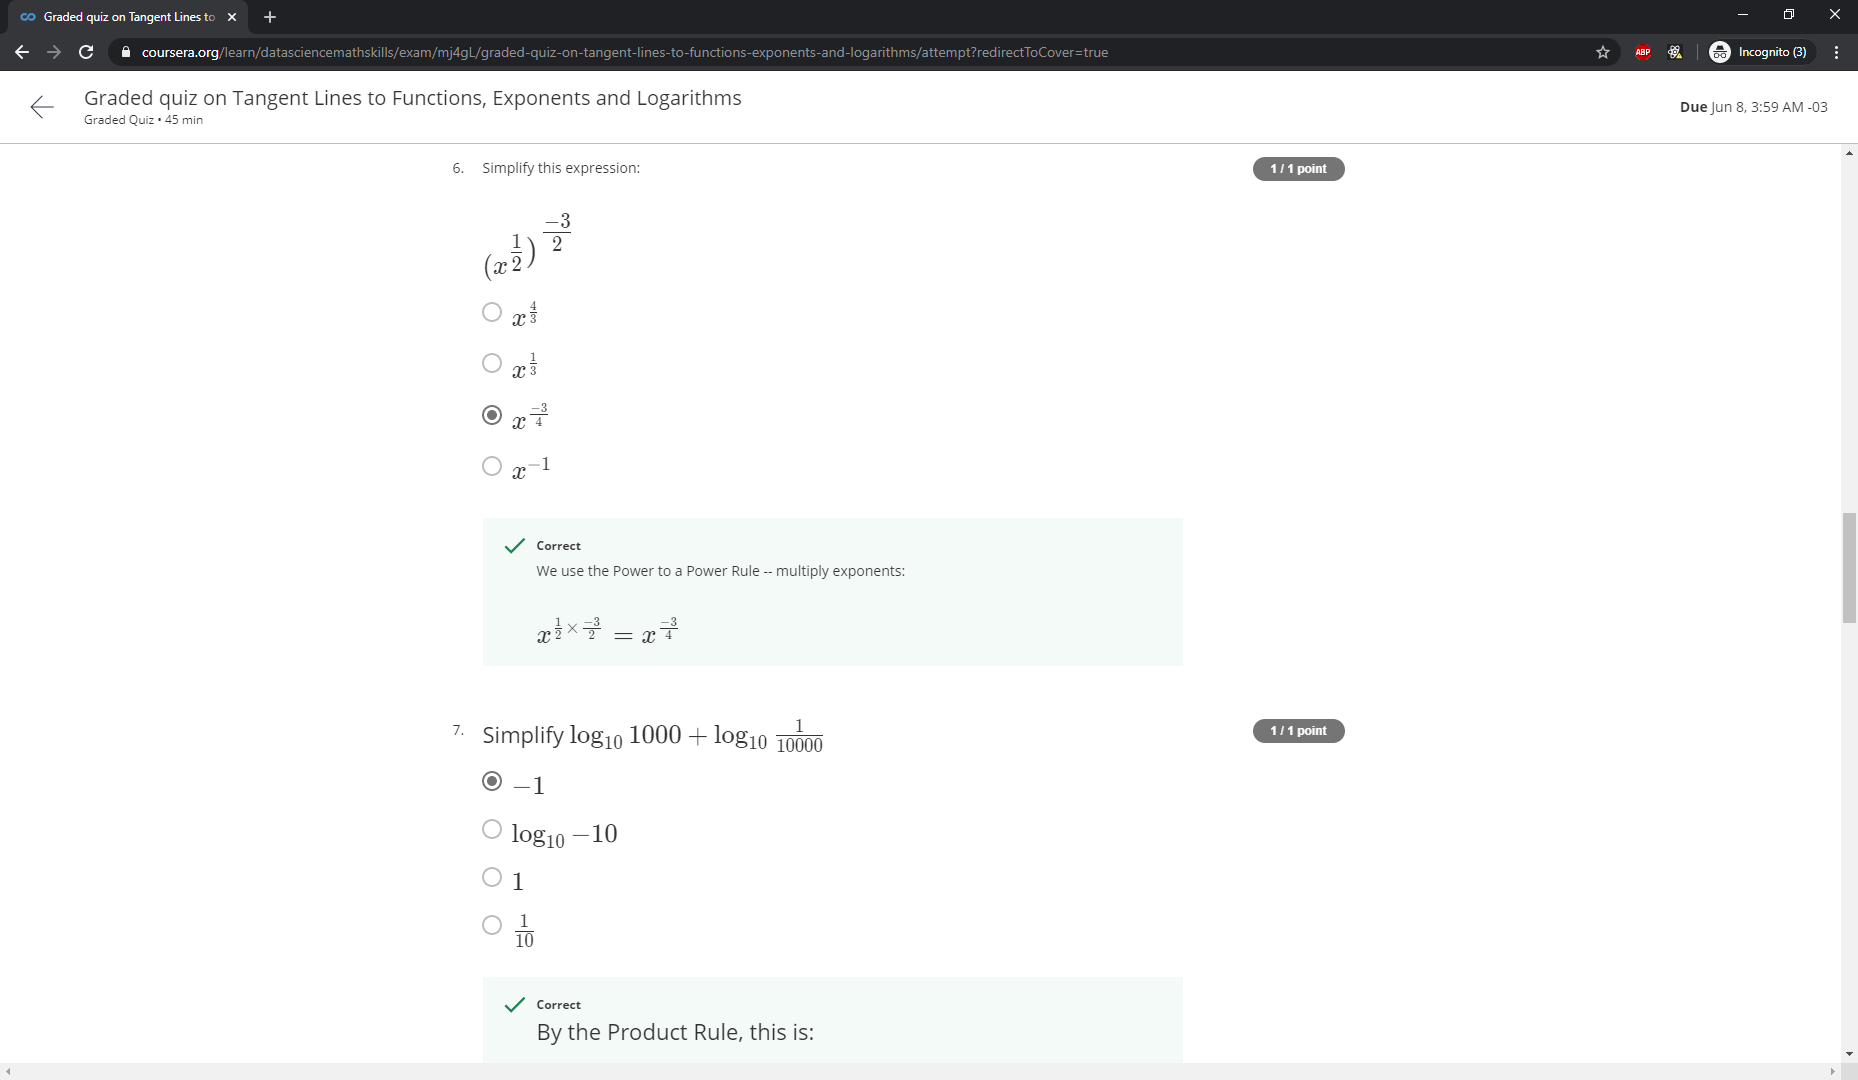 Graded quiz on Tangent Lines to
coursera.org/learn/datasciencemathskills/exam/mj4gL/graded-quiz-on-tangent-lines-to-functions-exponents-and-logarithms/attempt?redirectToCover=true
ABP
Incognito (3)
Graded quiz on Tangent Lines to Functions, Exponents and Logarithms
Graded Quiz • 45 min
Due Jun 8, 3:59 AM -03
6. Simplify this expression:
1 / 1 point
(x^{\frac{1}{2}})^{\frac{-3}{2}}
x^{\frac{4}{3}}
x^{\frac{1}{3}}
x^{\frac{-3}{4}}
x^{-1}
Correct
We use the Power to a Power Rule -- multiply exponents:
x^{\frac{1}{2} × \frac{-3}{2}} = x^{\frac{-3}{4}}
7. Simplify log_{10} 1000 + log_{10} \frac{1}{10000}
1 / 1 point
−1
log_{10} −10
1
\frac{1}{10}
Correct
By the Product Rule, this is: